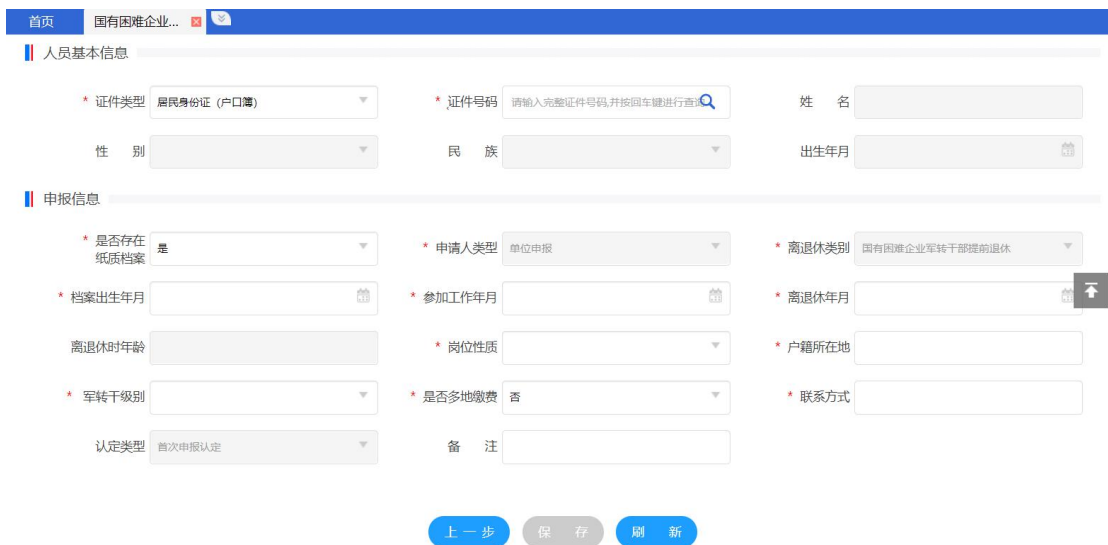 首页 国有困难企业...
人员基本信息
* 证件类型 居民身份证（户口簿） * 证件号码 请输入完整证件号码,并按回车键进行查询 姓 名
性 别 民 族 出生年月
申报信息
* 是否存在纸质档案 是 * 申请人类型 单位申报 * 离退休类别 国有困难企业军转干部提前退休
* 档案出生年月 * 参加工作年月 * 离退休年月
离退休时年龄 * 岗位性质 * 户籍所在地
* 军转干级别 * 是否多地缴费 否 * 联系方式
认定类型 首次申报认定 备 注
上一步 保 存 刷 新